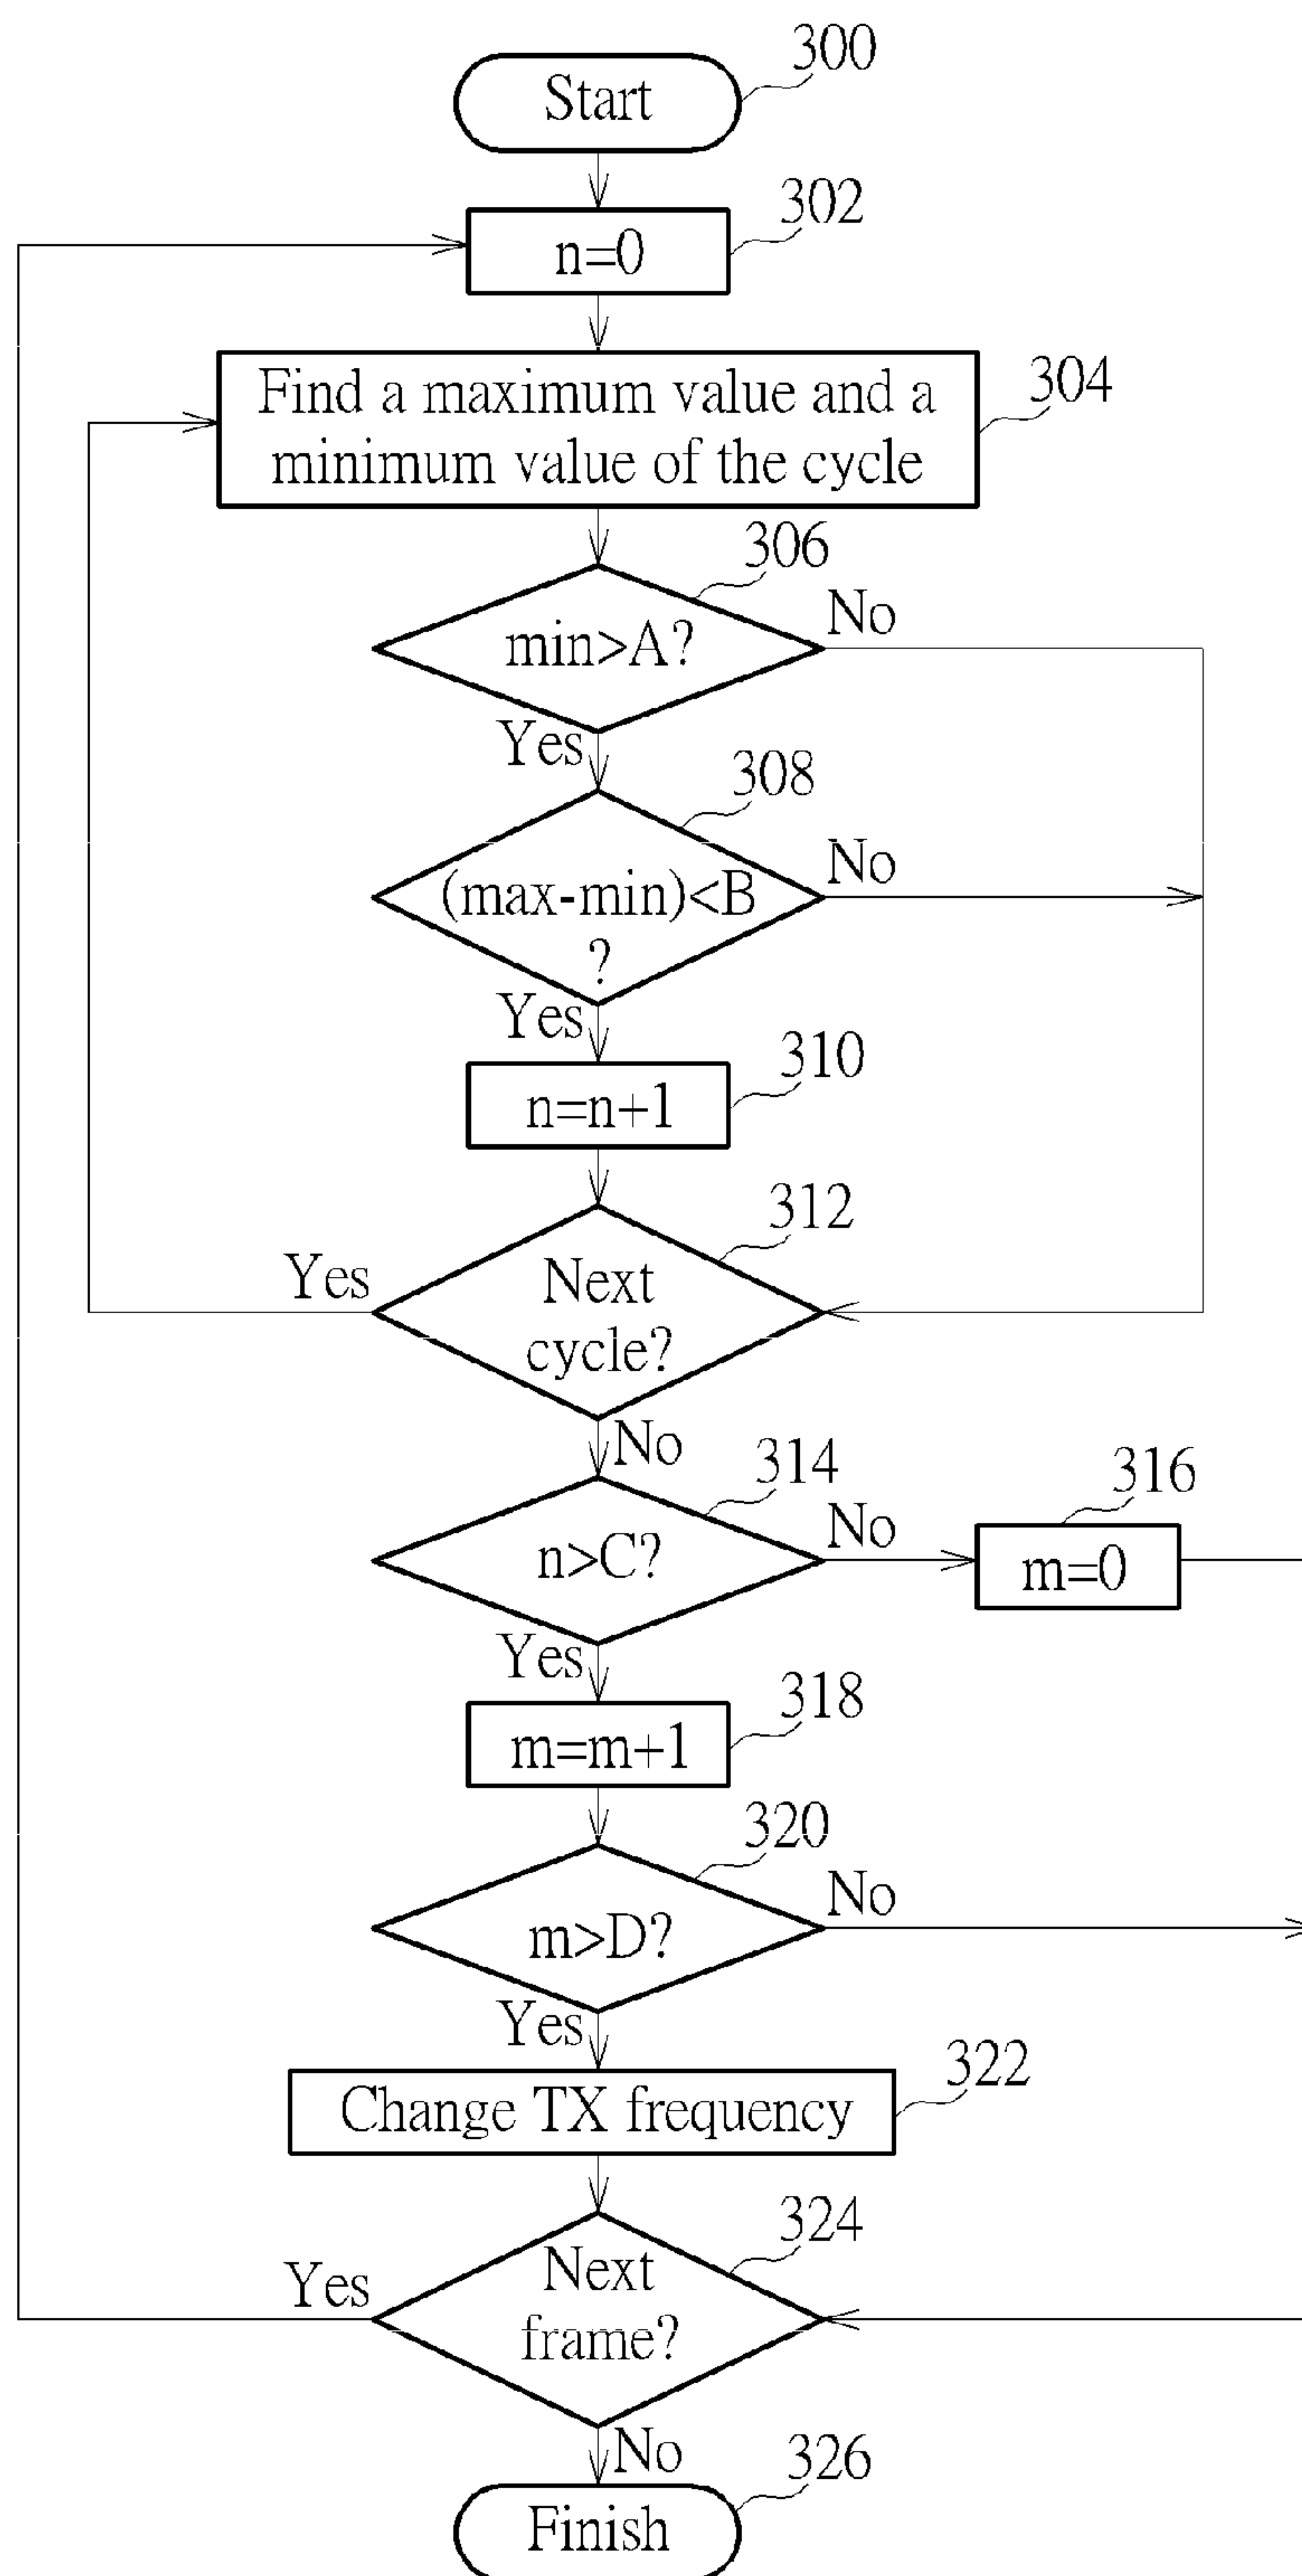 300
Start
302
n=0
304
Find a maximum value and a
minimum value of the cycle
306
min>A?
No
Yes
308
(max-min)<B
?
No
Yes
310
n=n+1
312
Next
cycle?
Yes
No
314
n>C?
No
316
m=0
Yes
318
m=m+1
320
m>D?
No
Yes
322
Change TX frequency
324
Next
frame?
Yes
No
326
Finish